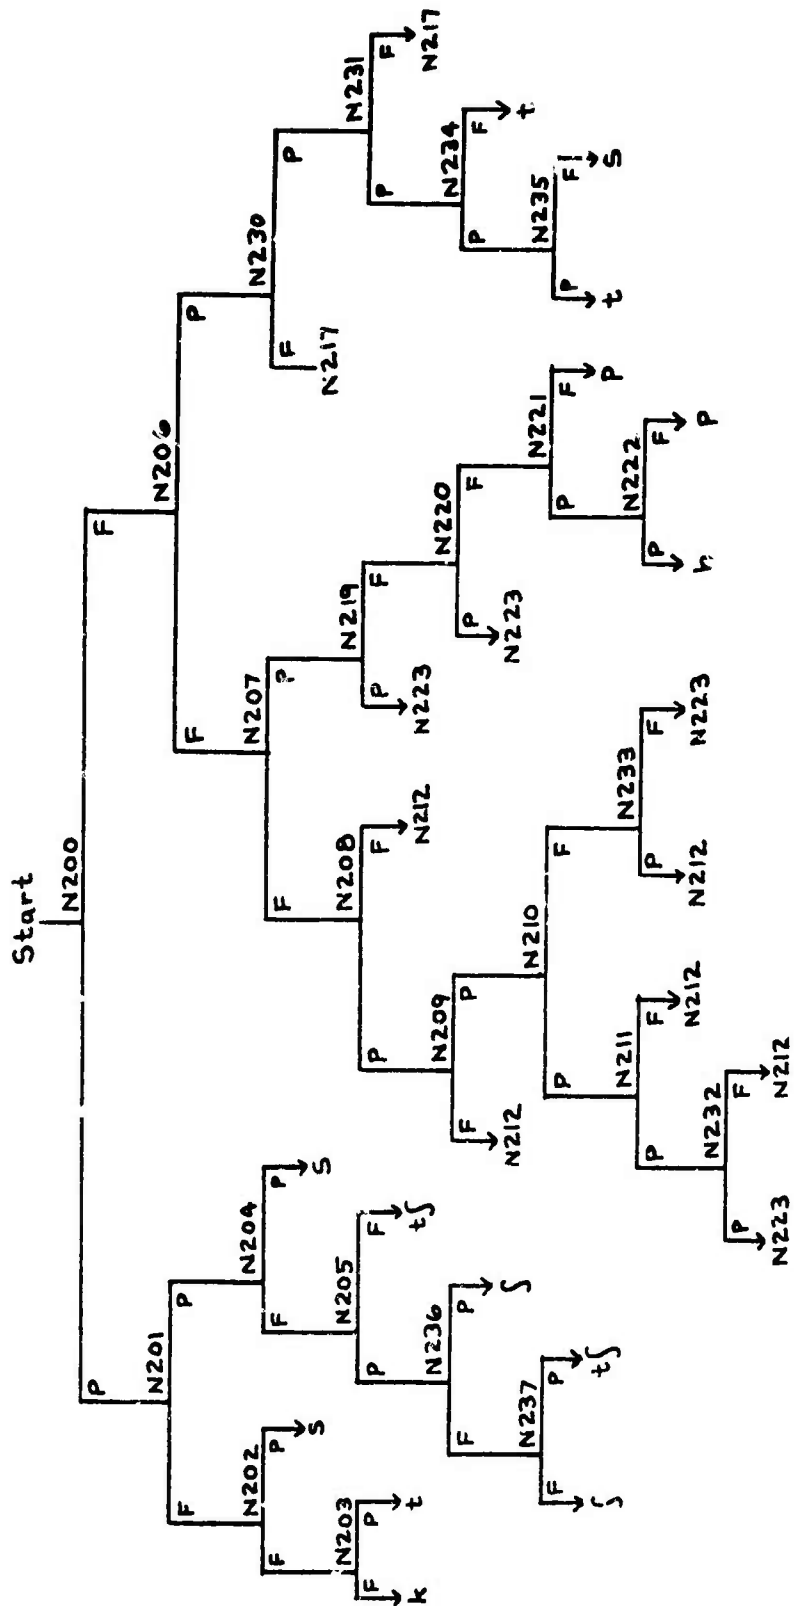 Start
N200
P F
N201 N206
F P F P
N202 N204 N207 N230
F P F P F P F P
N203 s N205 s N208 N219 N217 N231
F P P F P F P F P F
k t N236 tʃ N209 N212 N223 N220 N234 N217
F P F P P F P F
N237 ʃ N212 N210 N223 N221 N235 t
F P P F P F P F
ʃ tʃ N211 N233 N222 p t s
P F P F P F
N232 N212 N212 N223 h p
P F
N223 N212